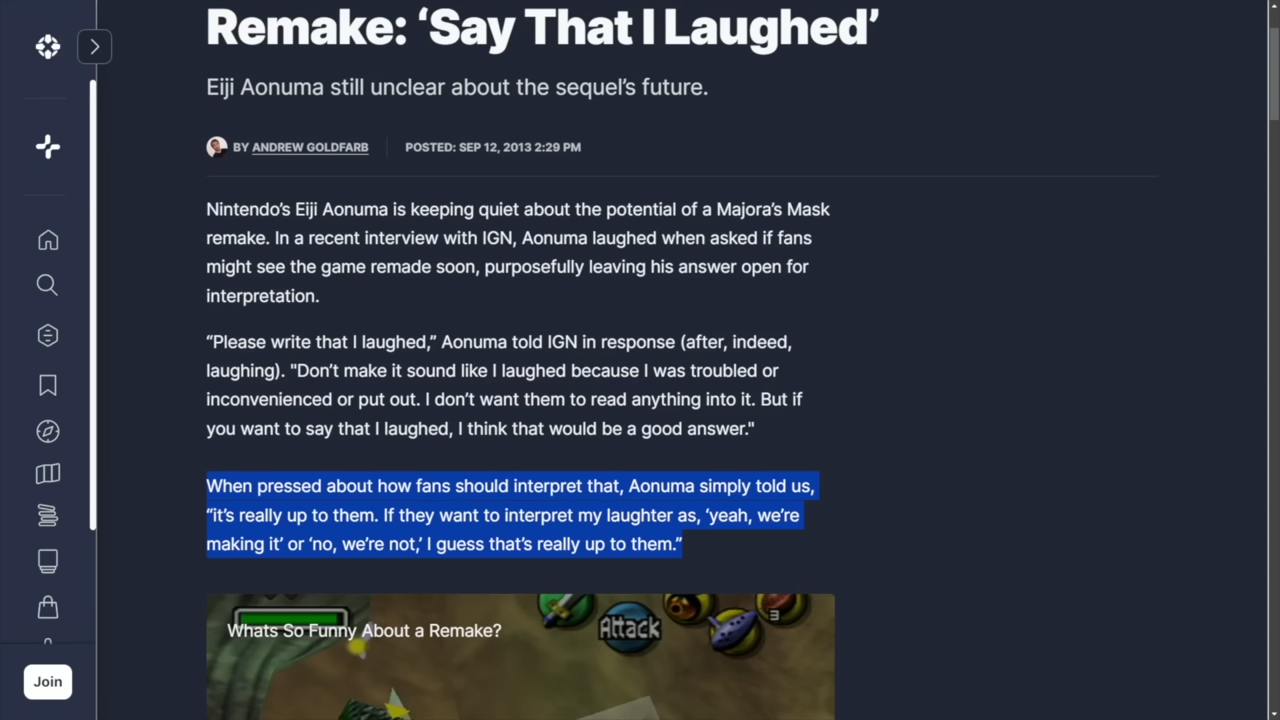 Remake: ‘Say That I Laughed’
Eiji Aonuma still unclear about the sequel’s future.
BY ANDREW GOLDFARB
POSTED: SEP 12, 2013 2:29 PM
Nintendo’s Eiji Aonuma is keeping quiet about the potential of a Majora’s Mask
remake. In a recent interview with IGN, Aonuma laughed when asked if fans
might see the game remade soon, purposefully leaving his answer open for
interpretation.
“Please write that I laughed,” Aonuma told IGN in response (after, indeed,
laughing). "Don’t make it sound like I laughed because I was troubled or
inconvenienced or put out. I don’t want them to read anything into it. But if
you want to say that I laughed, I think that would be a good answer."
When pressed about how fans should interpret that, Aonuma simply told us,
“it’s really up to them. If they want to interpret my laughter as, ‘yeah, we’re
making it’ or ‘no, we’re not,’ I guess that’s really up to them.”
Whats So Funny About a Remake?
Attack
3
Join